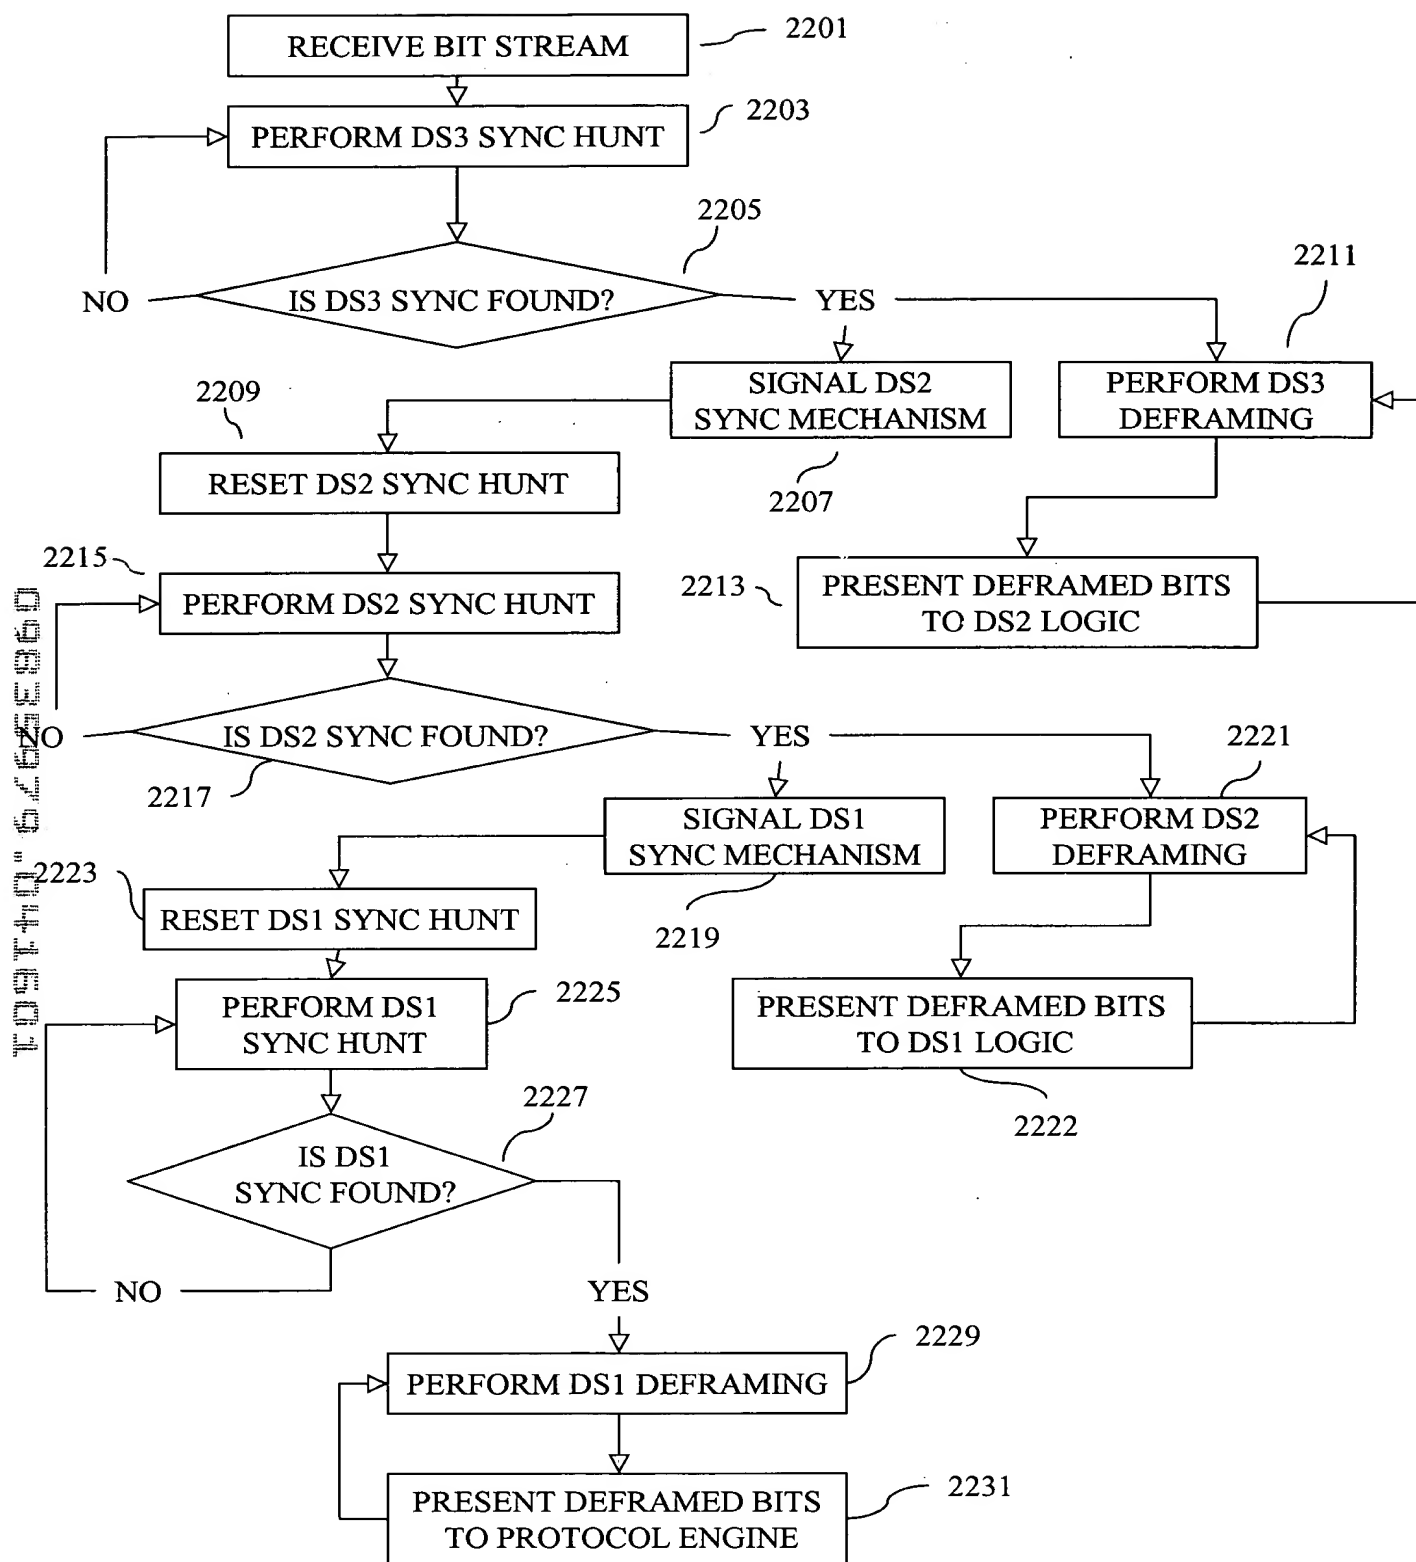 RECEIVE BIT STREAM
2201
PERFORM DS3 SYNC HUNT
2203
2205
IS DS3 SYNC FOUND?
NO
YES
2211
SIGNAL DS2
SYNC MECHANISM
2207
PERFORM DS3
DEFRAMING
2209
RESET DS2 SYNC HUNT
2215
PERFORM DS2 SYNC HUNT
2213
PRESENT DEFRAMED BITS
TO DS2 LOGIC
NO
IS DS2 SYNC FOUND?
YES
2217
2221
SIGNAL DS1
SYNC MECHANISM
2219
PERFORM DS2
DEFRAMING
2223
RESET DS1 SYNC HUNT
PERFORM DS1
SYNC HUNT
2225
PRESENT DEFRAMED BITS
TO DS1 LOGIC
2222
2227
IS DS1
SYNC FOUND?
NO
YES
2229
PERFORM DS1 DEFRAMING
2231
PRESENT DEFRAMED BITS
TO PROTOCOL ENGINE
09835979.041601